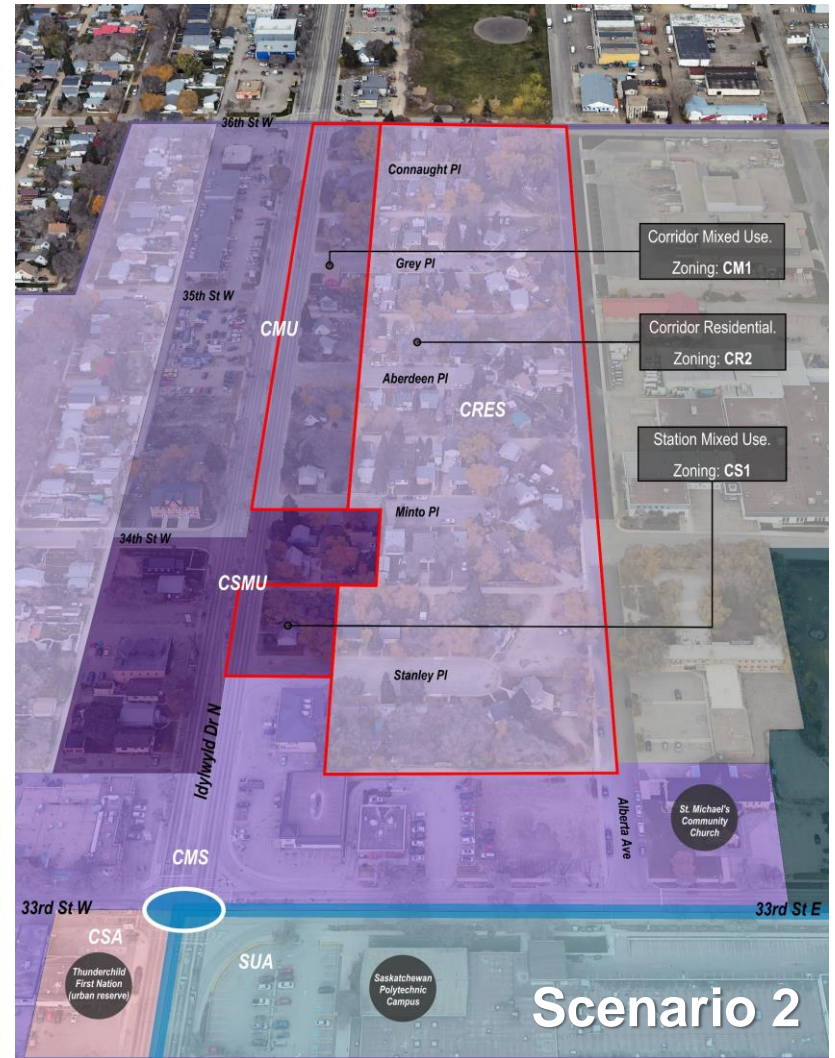 36th St W
Connaught Pl
Corridor Mixed Use.
Zoning: CM1
Grey Pl
35th St W
CMU
Corridor Residential.
Zoning: CR2
Aberdeen Pl
CRES
Station Mixed Use.
Zoning: CS1
Minto Pl
34th St W
CSMU
Stanley Pl
Idylwyld Dr N
Alberta Ave
St. Michael's
Community
Church
CMS
33rd St W
33rd St E
CSA
SUA
Thunderchild
First Nation
(urban reserve)
Saskatchewan
Polytechnic
Campus
Scenario 2